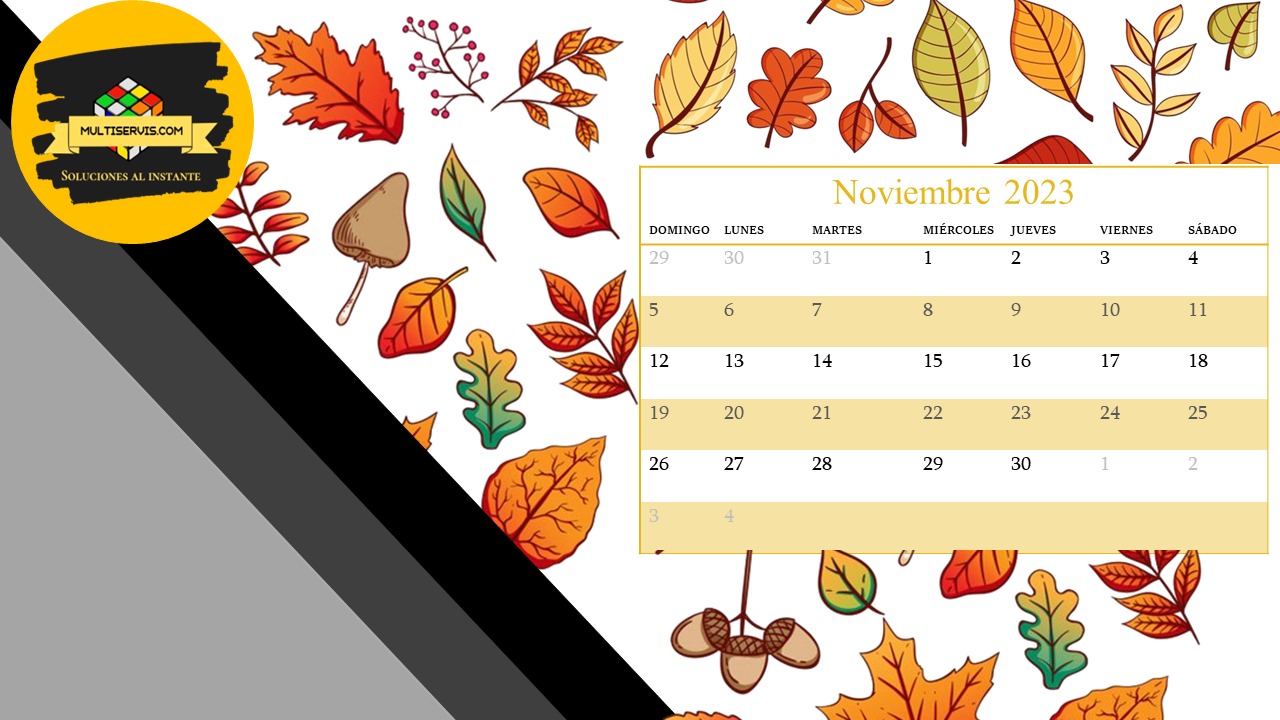 MULTISERVIS.COM
SOLUCIONES AL INSTANTE
Noviembre 2023
DOMINGO LUNES MARTES MIÉRCOLES JUEVES VIERNES SÁBADO
29 30 31 1 2 3 4
5 6 7 8 9 10 11
12 13 14 15 16 17 18
19 20 21 22 23 24 25
26 27 28 29 30 1 2
3 4